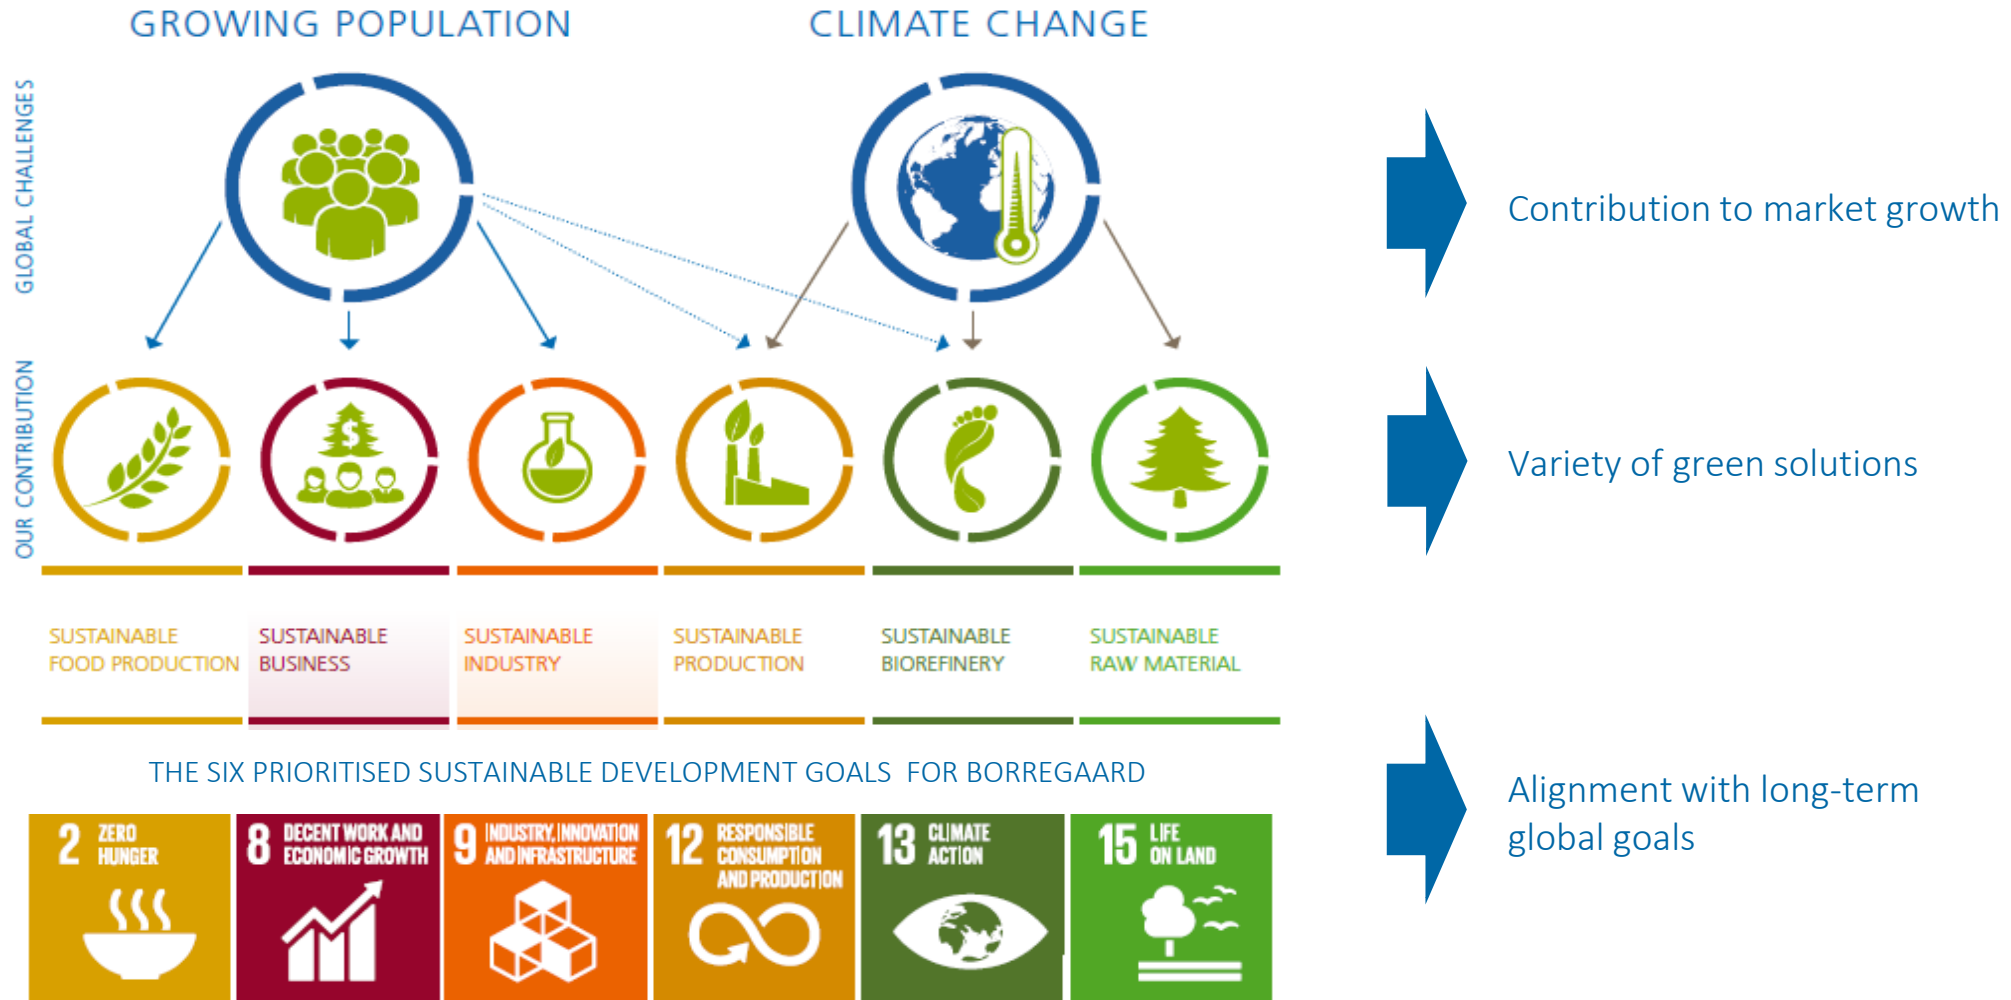 GROWING POPULATION
CLIMATE CHANGE
GLOBAL CHALLENGES
Contribution to market growth
OUR CONTRIBUTION
$
Variety of green solutions
SUSTAINABLE
FOOD PRODUCTION
SUSTAINABLE
BUSINESS
SUSTAINABLE
INDUSTRY
SUSTAINABLE
PRODUCTION
SUSTAINABLE
BIOREFINERY
SUSTAINABLE
RAW MATERIAL
THE SIX PRIORITISED SUSTAINABLE DEVELOPMENT GOALS FOR BORREGAARD
Alignment with long-term
global goals
2 ZERO
HUNGER
8 DECENT WORK AND
ECONOMIC GROWTH
9 INDUSTRY, INNOVATION
AND INFRASTRUCTURE
12 RESPONSIBLE
CONSUMPTION
AND PRODUCTION
13 CLIMATE
ACTION
15 LIFE
ON LAND